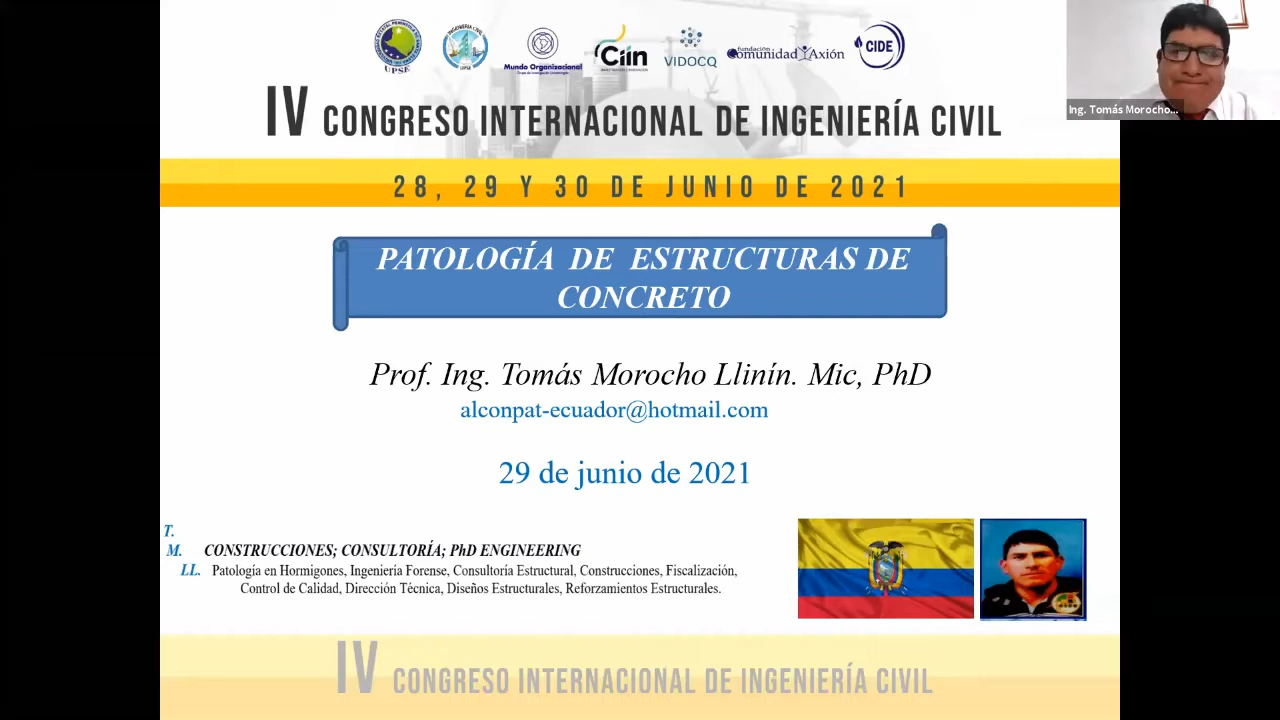 UPSE
INGENIERÍA CIVIL
UPSE
Mundo Organizacional
Ciin
VIDOCQ
fundación
Comunidad Axión
CIDE
IV CONGRESO INTERNACIONAL DE INGENIERÍA CIVIL
Ing. Tomás Morocho...
28, 29 Y 30 DE JUNIO DE 2021
PATOLOGÍA DE ESTRUCTURAS DE
CONCRETO
Prof. Ing. Tomás Morocho Llinín. Mic, PhD
alconpat-ecuador@hotmail.com
29 de junio de 2021
T.
M. CONSTRUCCIONES; CONSULTORÍA; PhD ENGINEERING
LL. Patología en Hormigones, Ingeniería Forense, Consultoría Estructural, Construcciones, Fiscalización,
Control de Calidad, Dirección Técnica, Diseños Estructurales, Reforzamientos Estructurales.
IV CONGRESO INTERNACIONAL DE INGENIERÍA CIVIL